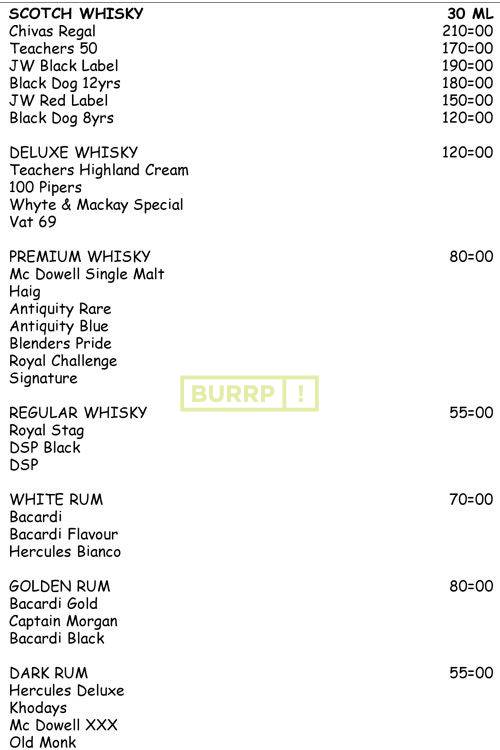 SCOTCH WHISKY 30 ML
Chivas Regal 210=00
Teachers 50 170=00
JW Black Label 190=00
Black Dog 12yrs 180=00
JW Red Label 150=00
Black Dog 8yrs 120=00
DELUXE WHISKY 120=00
Teachers Highland Cream
100 Pipers
Whyte & Mackay Special
Vat 69
PREMIUM WHISKY 80=00
Mc Dowell Single Malt
Haig
Antiquity Rare
Antiquity Blue
Blenders Pride
Royal Challenge
Signature
BURRP !
REGULAR WHISKY 55=00
Royal Stag
DSP Black
DSP
WHITE RUM 70=00
Bacardi
Bacardi Flavour
Hercules Bianco
GOLDEN RUM 80=00
Bacardi Gold
Captain Morgan
Bacardi Black
DARK RUM 55=00
Hercules Deluxe
Khodays
Mc Dowell XXX
Old Monk